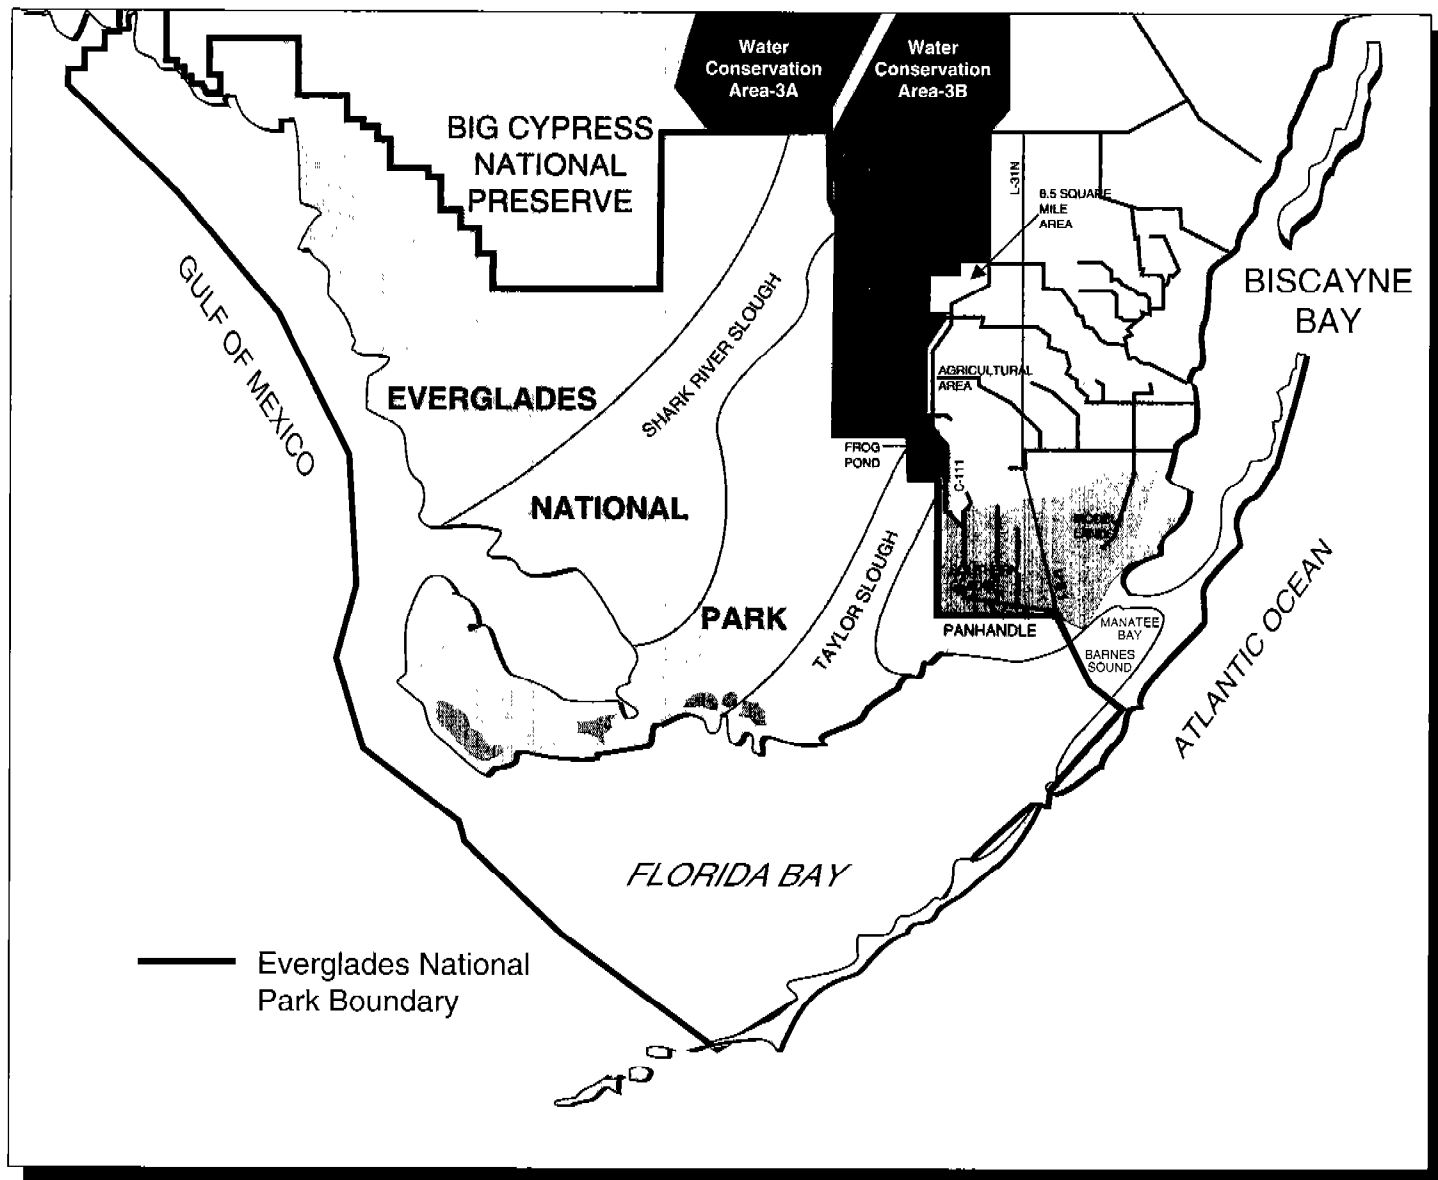 Water
Conservation
Area-3A
Water
Conservation
Area-3B
BIG CYPRESS
NATIONAL
PRESERVE
L-31N
8.5 SQUARE
MILE
AREA
BISCAYNE
BAY
GULF OF MEXICO
SHARK RIVER SLOUGH
AGRICULTURAL
AREA
EVERGLADES
FROG
POND
C-111
NATIONAL
TAYLOR SLOUGH
ATLANTIC OCEAN
PARK
PANHANDLE
MANATEE
BAY
BARNES
SOUND
FLORIDA BAY
Everglades National
Park Boundary